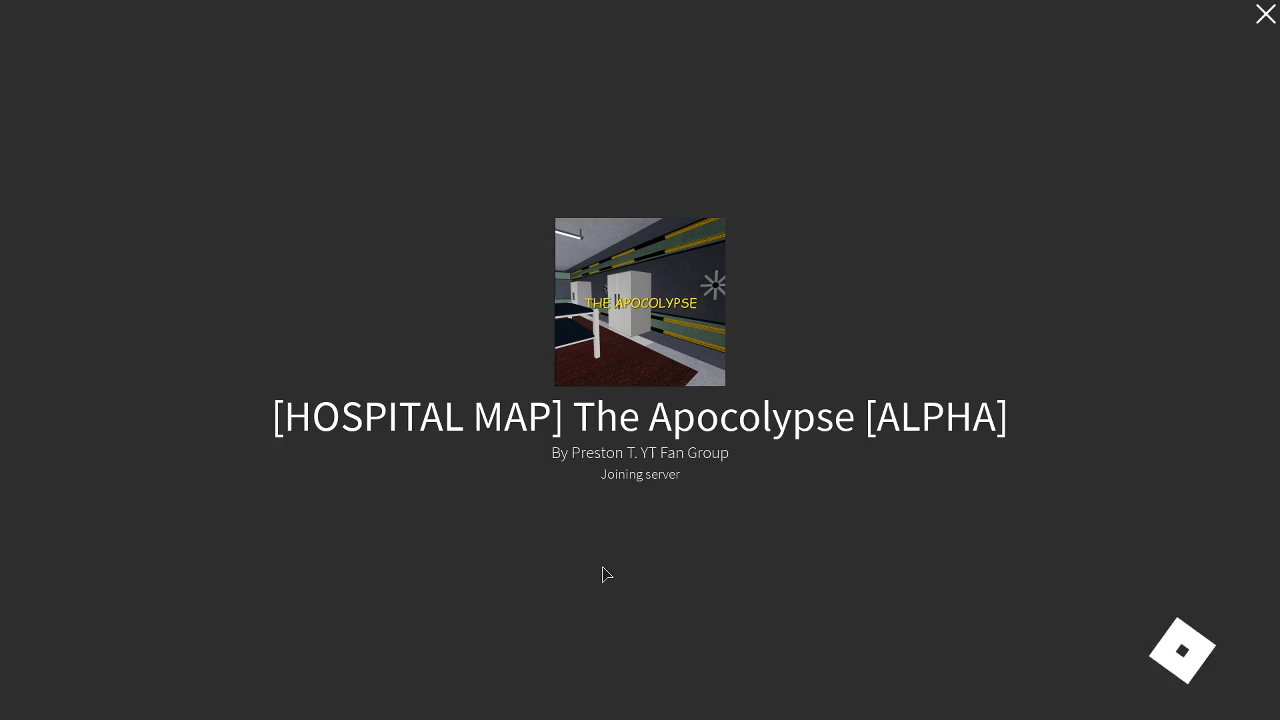 THE APOCOLYPSE
[HOSPITAL MAP] The Apocolypse [ALPHA]
By Preston T. YT Fan Group
Joining server